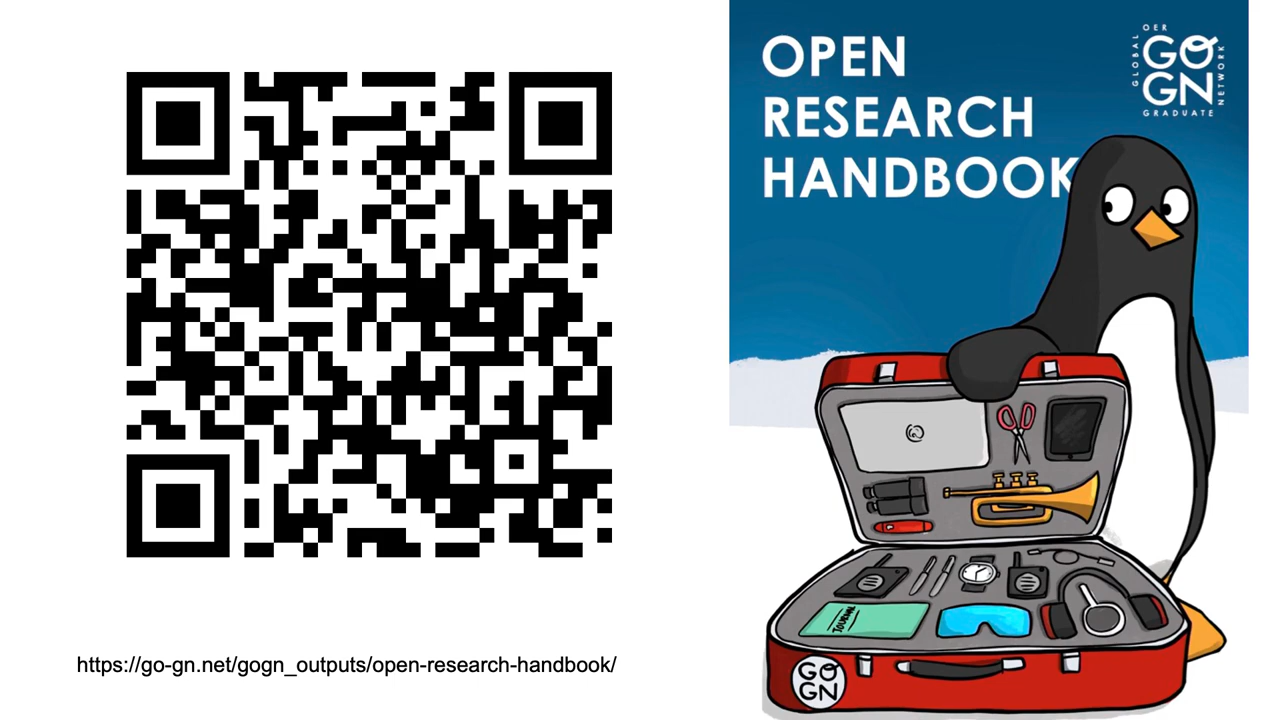 OPEN
RESEARCH
HANDBOOK
GLOBAL
OER
NETWORK
GRADUATE
GO
GN
JOURNAL
GO
GN
https://go-gn.net/gogn_outputs/open-research-handbook/